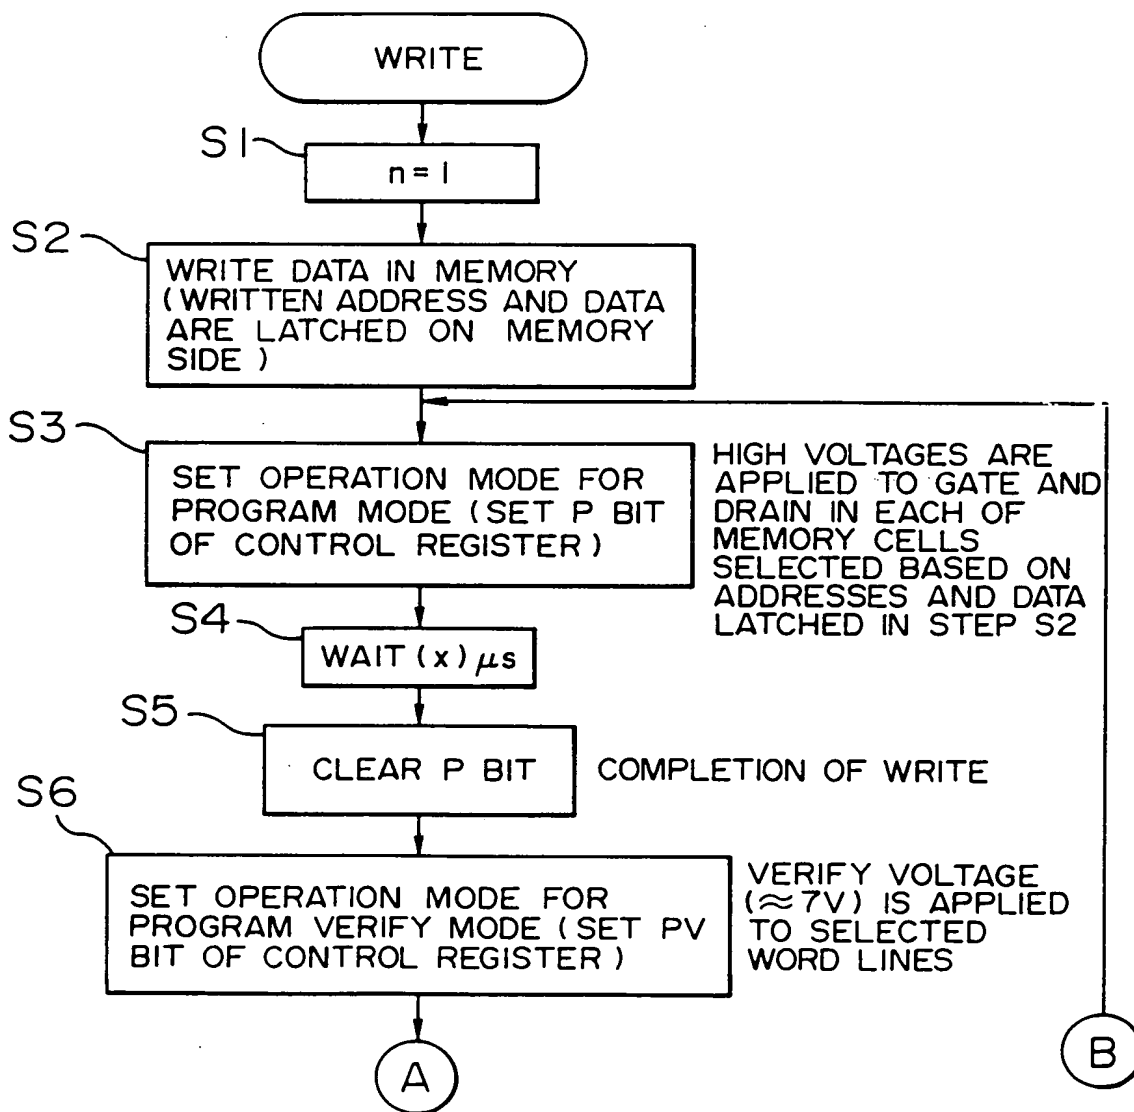 WRITE
S1
n = 1
S2
WRITE DATA IN MEMORY
(WRITTEN ADDRESS AND DATA
ARE LATCHED ON MEMORY
SIDE)
S3
SET OPERATION MODE FOR
PROGRAM MODE (SET P BIT
OF CONTROL REGISTER)
HIGH VOLTAGES ARE
APPLIED TO GATE AND
DRAIN IN EACH OF
MEMORY CELLS
SELECTED BASED ON
ADDRESSES AND DATA
LATCHED IN STEP S2
S4
WAIT (x) μs
S5
CLEAR P BIT
COMPLETION OF WRITE
S6
SET OPERATION MODE FOR
PROGRAM VERIFY MODE (SET PV
BIT OF CONTROL REGISTER)
VERIFY VOLTAGE
(≈7V) IS APPLIED
TO SELECTED
WORD LINES
A
B